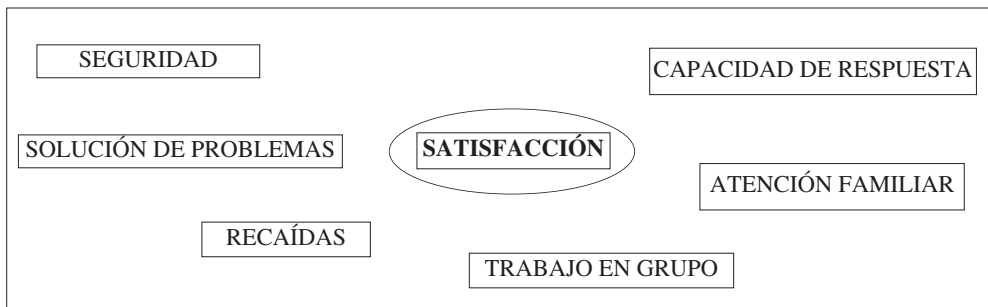 SEGURIDAD
CAPACIDAD DE RESPUESTA
SOLUCIÓN DE PROBLEMAS
SATISFACCIÓN
ATENCIÓN FAMILIAR
RECAÍDAS
TRABAJO EN GRUPO